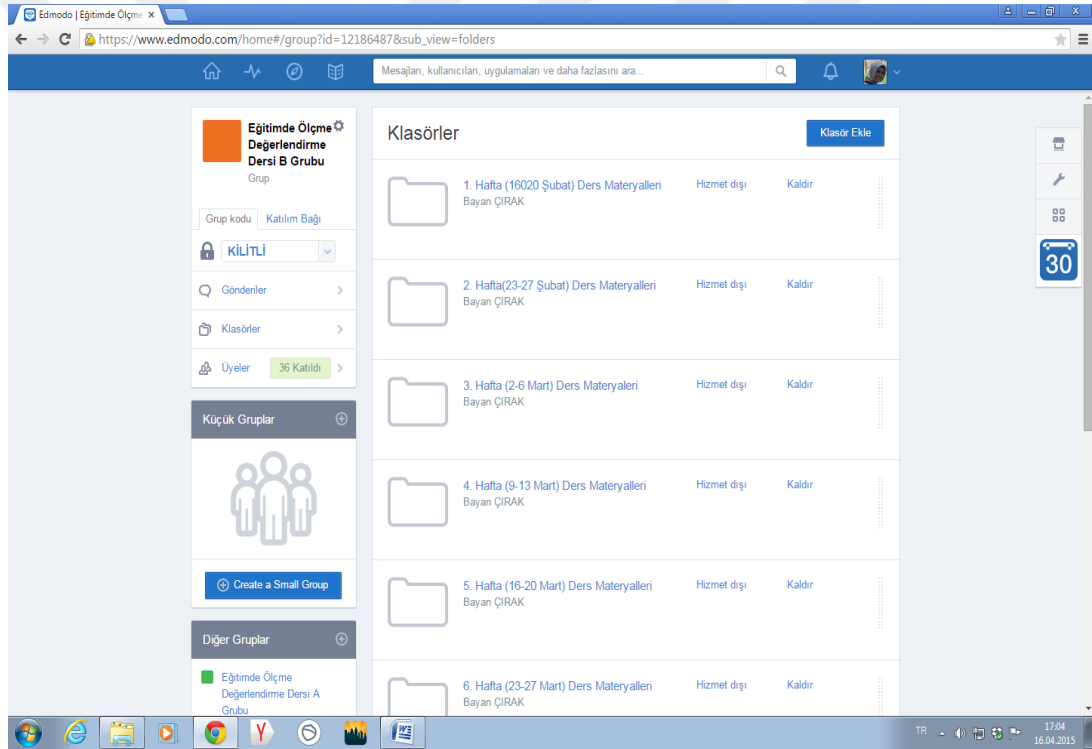 Edmodo | Eğitimde Ölçme
https://www.edmodo.com/home#/group?id=12186487&sub_view=folders
Mesajları, kullanıcıları, uygulamaları ve daha fazlasını ara...
Eğitimde Ölçme
Değerlendirme
Dersi B Grubu
Grup
Grup kodu Katılım Bağı
KİLİTLİ
Gönderiler
Klasörler
Üyeler 36 Katıldı
Küçük Gruplar
Create a Small Group
Diğer Gruplar
Eğitimde Ölçme
Değerlendirme Dersi A
Grubu
Klasörler Klasör Ekle
1. Hafta (16020 Şubat) Ders Materyalleri Hizmet dışı Kaldır
Bayan ÇIRAK
2. Hafta(23-27 Şubat) Ders Materyalleri Hizmet dışı Kaldır
Bayan ÇIRAK
3. Hafta (2-6 Mart) Ders Materyaleri Hizmet dışı Kaldır
Bayan ÇIRAK
4. Hafta (9-13 Mart) Ders Materyalleri Hizmet dışı Kaldır
Bayan ÇIRAK
5. Hafta (16-20 Mart) Ders Materyalleri Hizmet dışı Kaldır
Bayan ÇIRAK
6. Hafta (23-27 Mart) Ders Materyalleri Hizmet dışı Kaldır
Bayan ÇIRAK
30
TR 17:04
16.04.2015